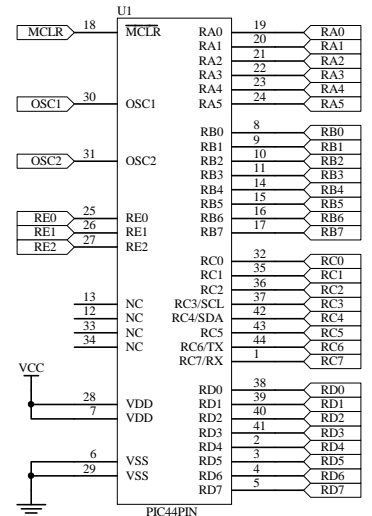 U1
MCLR 18 MCLR RA0 19 RA0
RA1 20 RA1
RA2 21 RA2
RA3 22 RA3
RA4 23 RA4
OSC1 30 OSC1 RA5 24 RA5
RB0 8 RB0
RB1 9 RB1
OSC2 31 OSC2 RB2 10 RB2
RB3 11 RB3
RB4 14 RB4
RB5 15 RB5
RE0 25 RE0 RB6 16 RB6
RE1 26 RE1 RB7 17 RB7
RE2 27 RE2
RC0 32 RC0
RC1 35 RC1
RC2 36 RC2
13 NC RC3/SCL 37 RC3
12 NC RC4/SDA 42 RC4
33 NC RC5 43 RC5
34 NC RC6/TX 44 RC6
RC7/RX 1 RC7
VCC
RD0 38 RD0
28 VDD RD1 39 RD1
7 VDD RD2 40 RD2
RD3 41 RD3
RD4 2 RD4
6 VSS RD5 3 RD5
29 VSS RD6 4 RD6
RD7 5 RD7
PIC44PIN